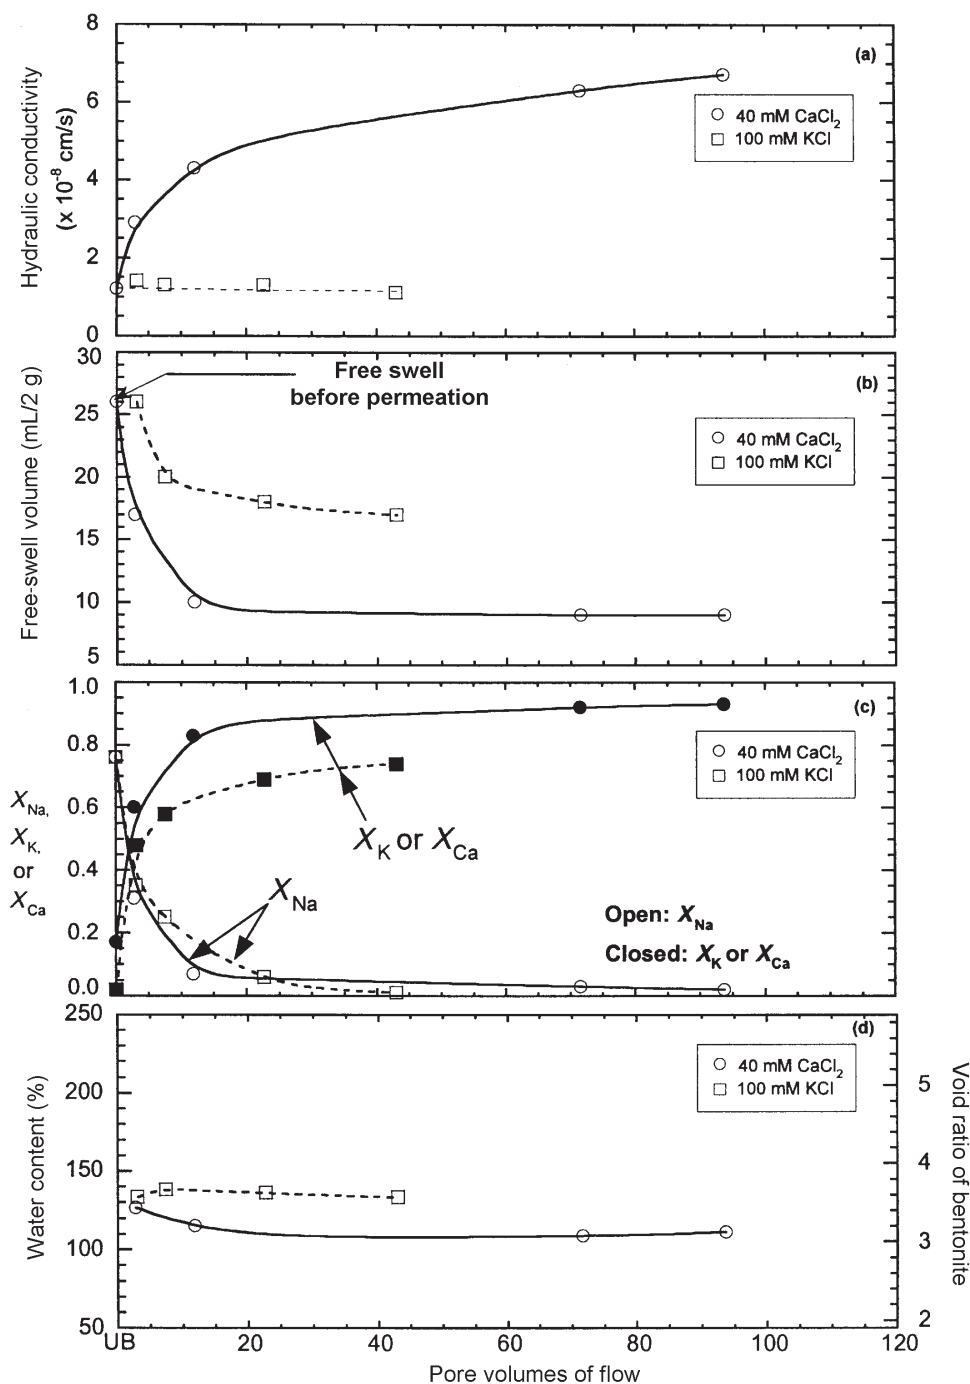 8
6
4
2
0
Hydraulic conductivity
(x 10⁻⁸ cm/s)
(a)
40 mM CaCl₂
100 mM KCl
30
25
20
15
10
5
Free-swell volume (mL/2 g)
Free swell
before permeation
(b)
40 mM CaCl₂
100 mM KCl
1.0
0.8
0.6
0.4
0.2
0.0
X_Na,
X_K,
or
X_Ca
(c)
40 mM CaCl₂
100 mM KCl
X_K or X_Ca
X_Na
Open: X_Na
Closed: X_K or X_Ca
250
200
150
100
50
Water content (%)
(d)
40 mM CaCl₂
100 mM KCl
5
4
3
2
Void ratio of bentonite
UB 20 40 60 80 100 120
Pore volumes of flow